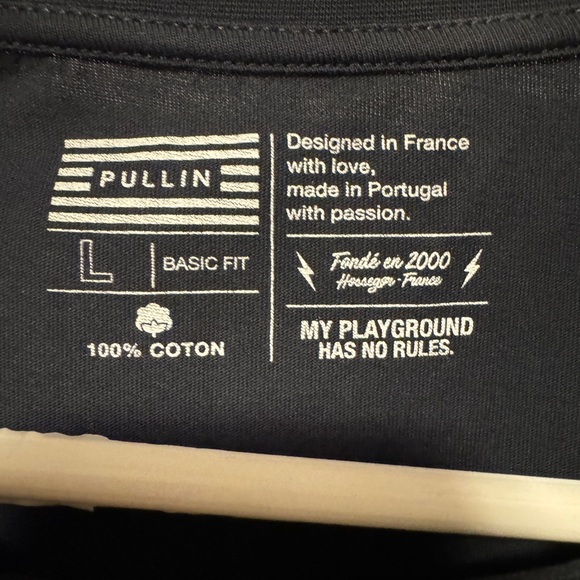 PULLIN
L | BASIC FIT
100% COTON
Designed in France
with love,
made in Portugal
with passion.
Fondé en 2000
Hossegor-France
MY PLAYGROUND
HAS NO RULES.